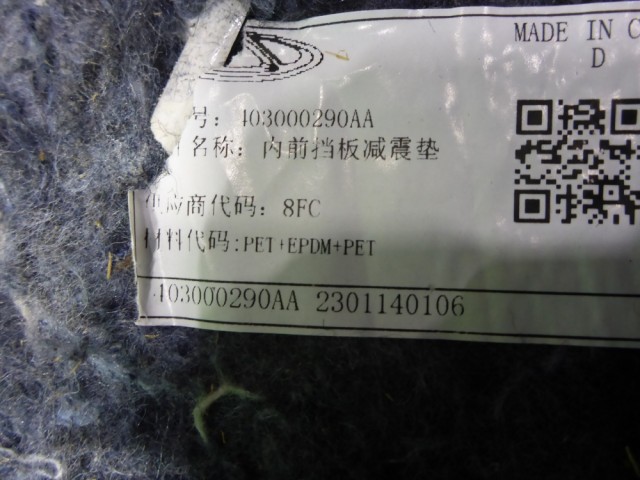 MADE IN C
D
号: 403000290AA
名称: 内前挡板减震垫
供应商代码: 8FC
材料代码:PET+EPDM+PET
403000290AA 2301140106